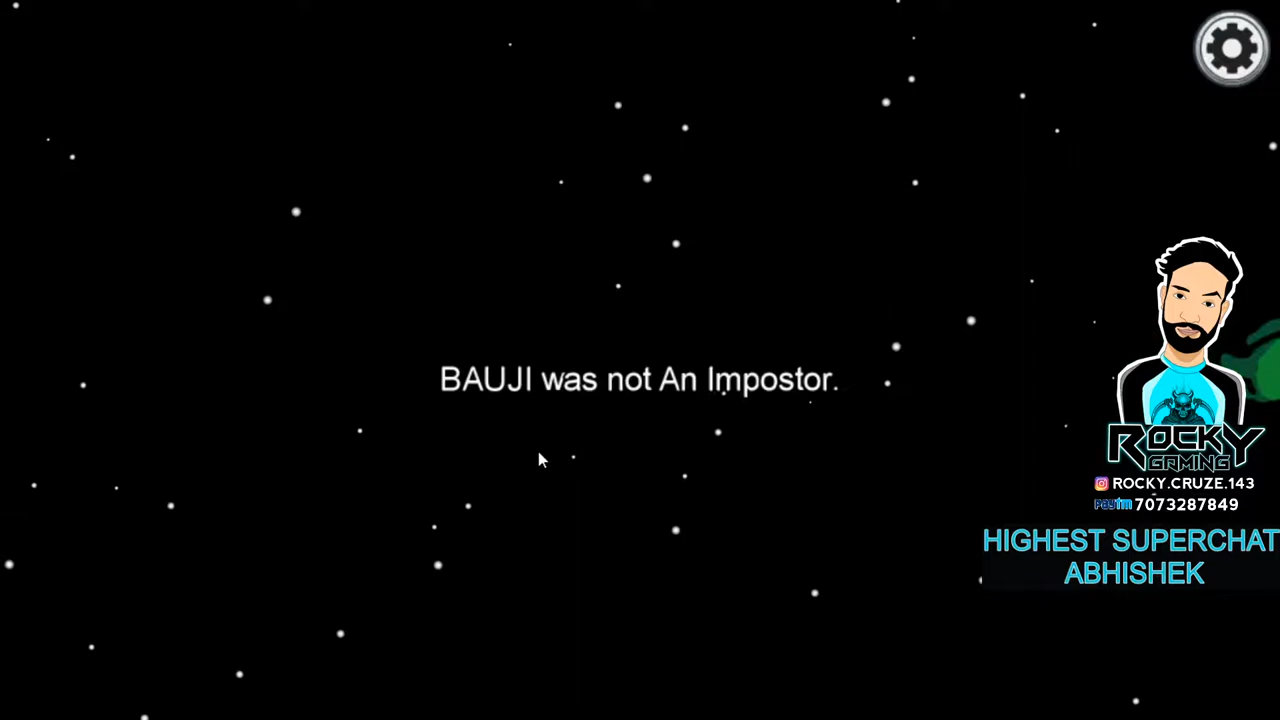 BAUJI was not An Impostor.
ROCKY
GAMING
ROCKY.CRUZE.143
paytm 7073287849
HIGHEST SUPERCHAT
ABHISHEK